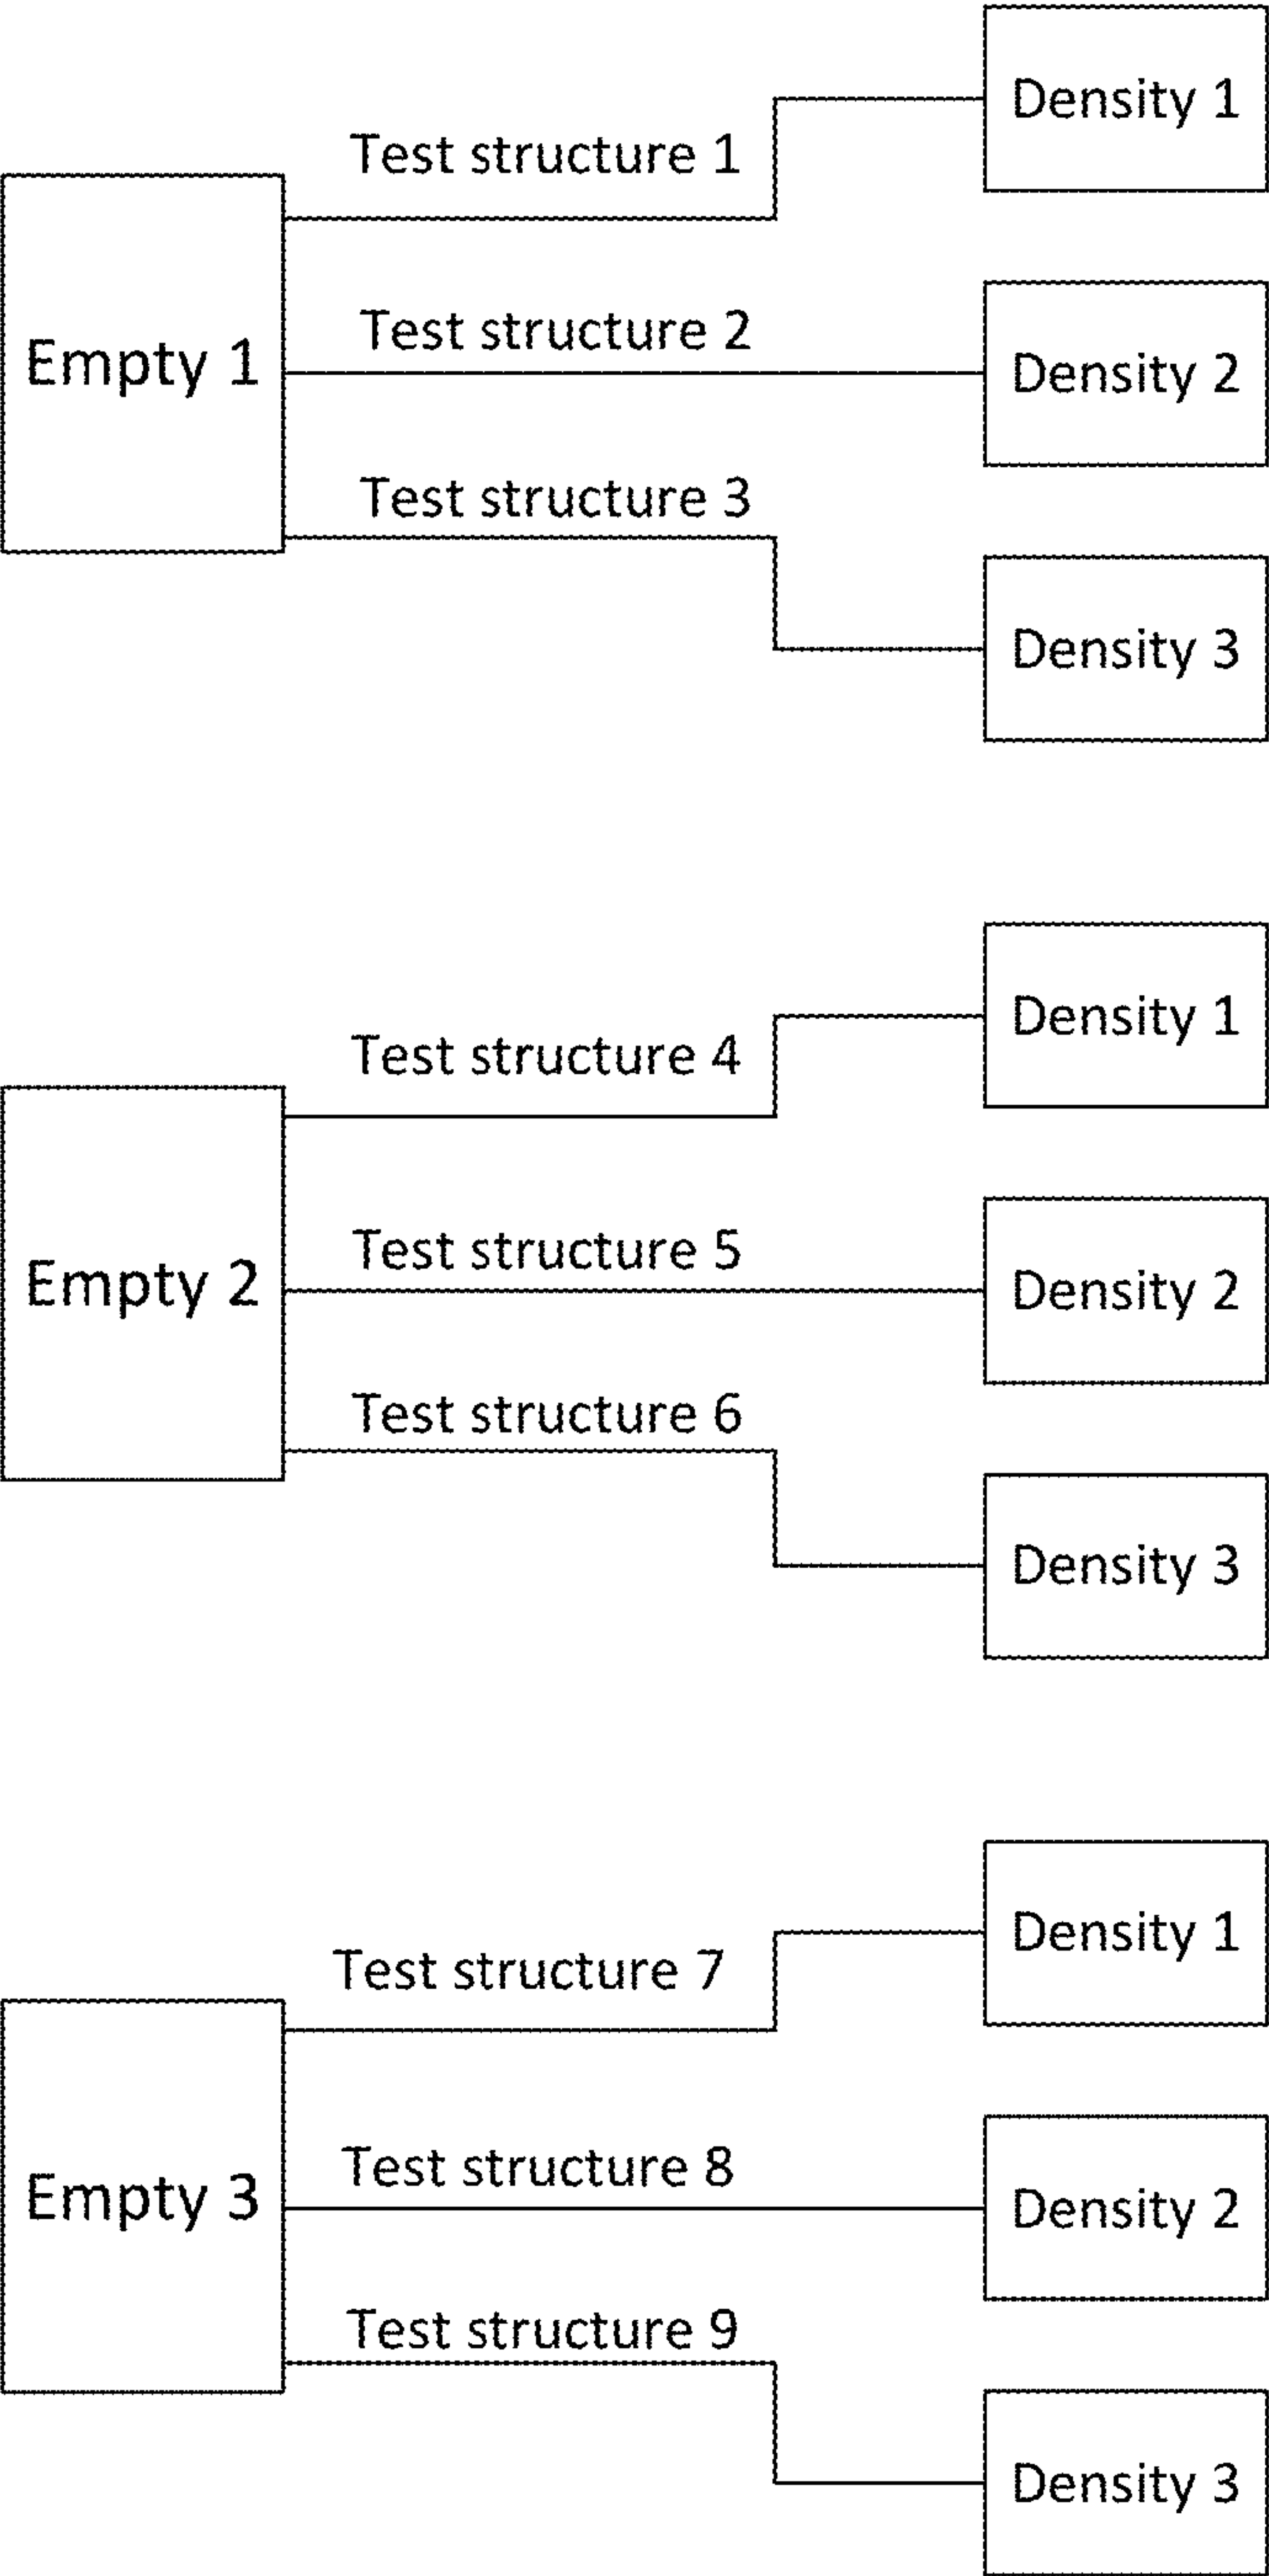 Density 1
Test structure 1
Test structure 2
Empty 1
Density 2
Test structure 3
Density 3
Density 1
Test structure 4
Test structure 5
Empty 2
Density 2
Test structure 6
Density 3
Density 1
Test structure 7
Test structure 8
Empty 3
Density 2
Test structure 9
Density 3